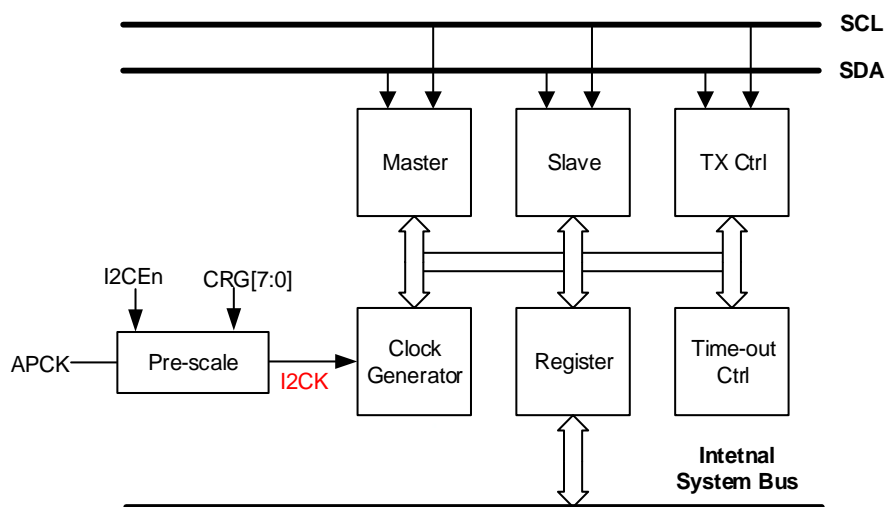 SCL
SDA
Master
Slave
TX Ctrl
I2CEn
CRG[7:0]
APCK
Pre-scale
I2CK
Clock
Generator
Register
Time-out
Ctrl
Intetnal
System Bus